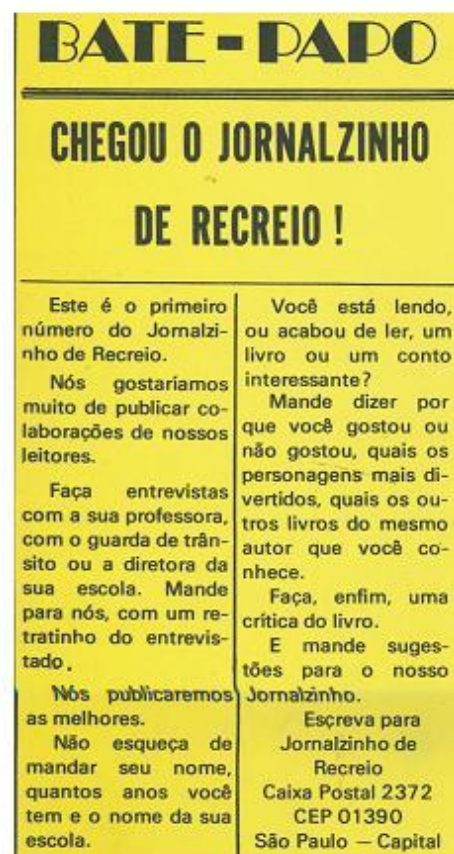 BATE-PAPO
CHEGOU O JORNALZINHO
DE RECREIO !
Este é o primeiro
número do Jornalzi-
nho de Recreio.
Nós gostaríamos
muito de publicar co-
laborações de nossos
leitores.
Faça entrevistas
com a sua professora,
com o guarda de trân-
sito ou a diretora da
sua escola. Mande
para nós, com um re-
tratinho do entrevis-
tado.
Nós publicaremos
as melhores.
Não esqueça de
mandar seu nome,
quantos anos você
tem e o nome da sua
escola.
Você está lendo,
ou acabou de ler, um
livro ou um conto
interessante?
Mande dizer por
que você gostou ou
não gostou, quais os
personagens mais di-
vertidos, quais os ou-
tros livros do mesmo
autor que você co-
nhece.
Faça, enfim, uma
crítica do livro.
E mande suges-
tões para o nosso
Jornalzinho.
Escreva para
Jornalzinho de
Recreio
Caixa Postal 2372
CEP 01390
São Paulo — Capital